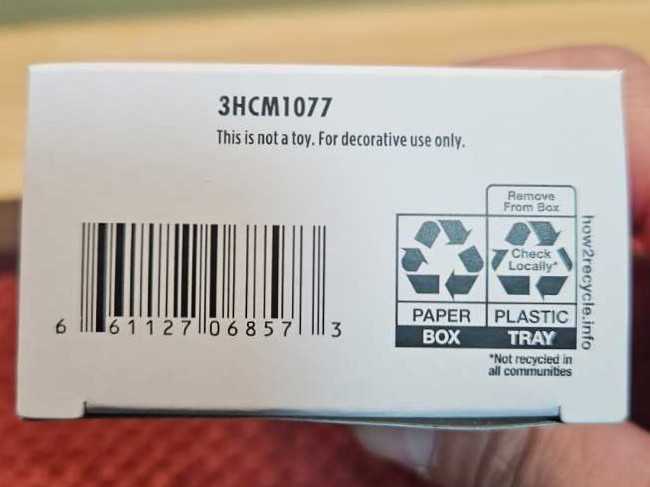 3HCM1077
This is not a toy. For decorative use only.
Remove
From Box
Check
Locally*
how2recycle.info
PAPER
PLASTIC
BOX
TRAY
*Not recycled in
all communities
6 61127 06857 3